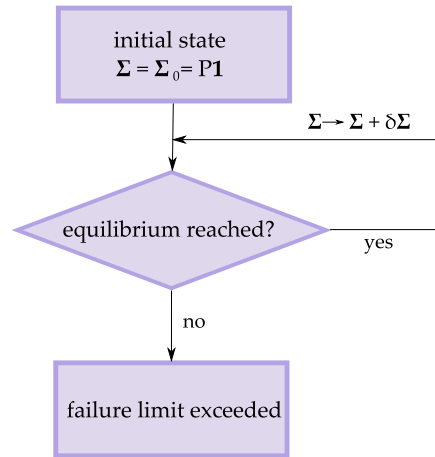 initial state
Σ = Σ₀ = P1
Σ → Σ + δΣ
equilibrium reached?
yes
no
failure limit exceeded